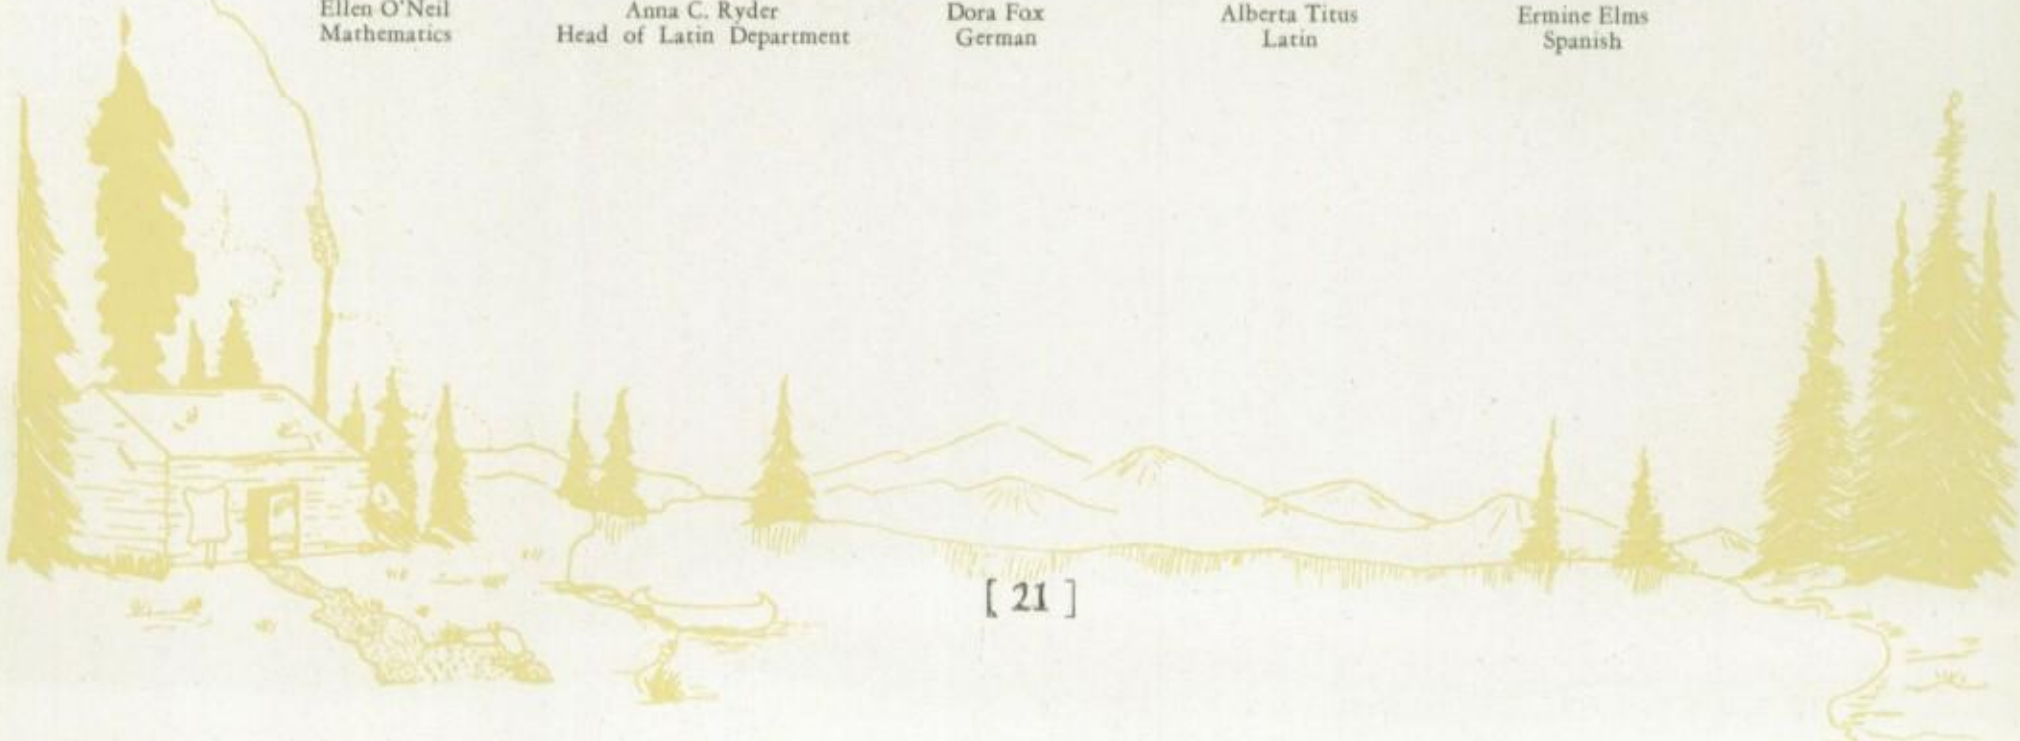 Ellen O'Neil
Mathematics
Anna C. Ryder
Head of Latin Department
Dora Fox
German
Alberta Titus
Latin
Ermine Elms
Spanish
[ 21 ]